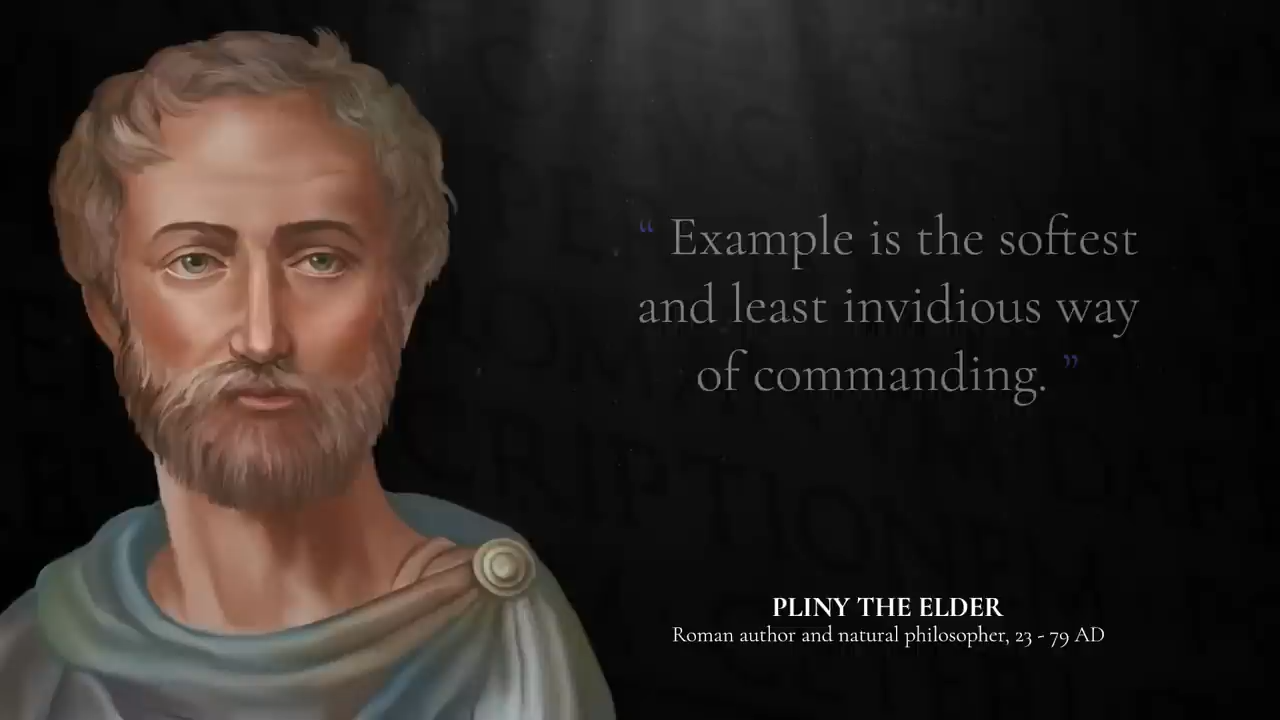 “ Example is the softest
and least invidious way
of commanding. ”
PLINY THE ELDER
Roman author and natural philosopher, 23 - 79 AD